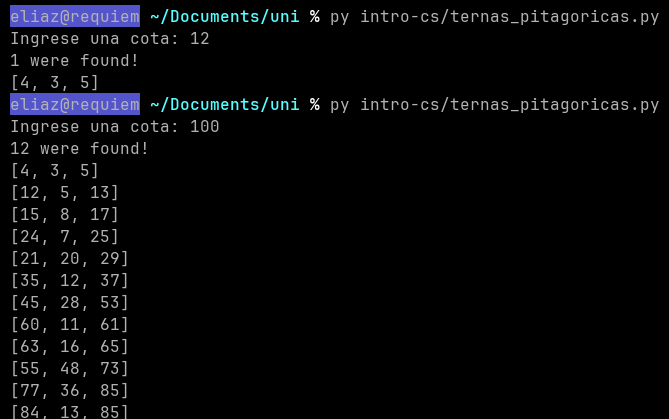 eliaz@requiem ~/Documents/uni % py intro-cs/ternas_pitagoricas.py
Ingrese una cota: 12
1 were found!
[4, 3, 5]
eliaz@requiem ~/Documents/uni % py intro-cs/ternas_pitagoricas.py
Ingrese una cota: 100
12 were found!
[4, 3, 5]
[12, 5, 13]
[15, 8, 17]
[24, 7, 25]
[21, 20, 29]
[35, 12, 37]
[45, 28, 53]
[60, 11, 61]
[63, 16, 65]
[55, 48, 73]
[77, 36, 85]
[84, 13, 85]